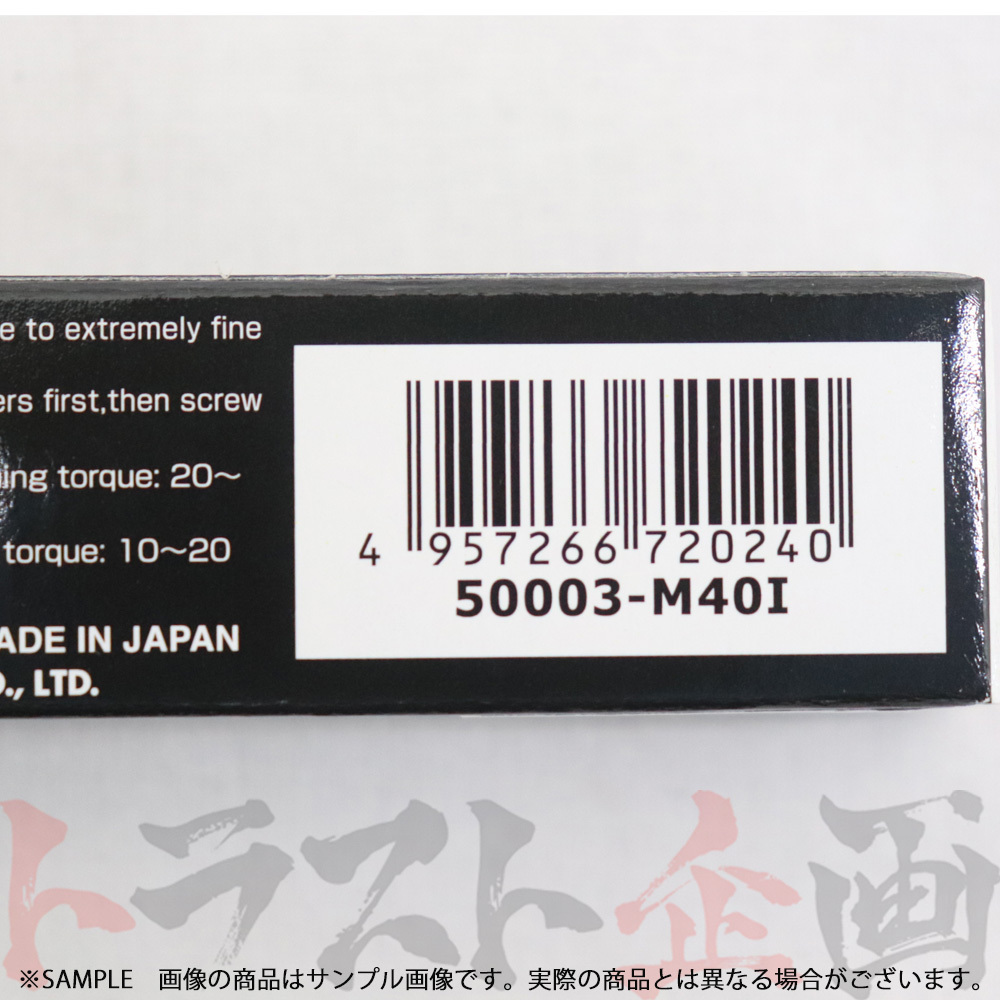 e to extremely fine
ers first,then screw
ing torque: 20～
torque: 10～20
ADE IN JAPAN
O., LTD.
4 957266 720240
50003-M40I
トラスト企画
※SAMPLE 画像の商品はサンプル画像です。実際の商品とは異なる場合がございます。